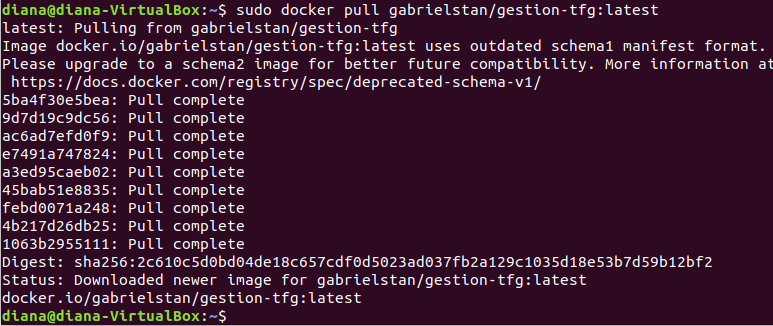 diana@diana-VirtualBox:~$ sudo docker pull gabrielstan/gestion-tfg:latest
latest: Pulling from gabrielstan/gestion-tfg
Image docker.io/gabrielstan/gestion-tfg:latest uses outdated schema1 manifest format.
Please upgrade to a schema2 image for better future compatibility. More information at
https://docs.docker.com/registry/spec/deprecated-schema-v1/
5ba4f30e5bea: Pull complete
9d7d19c9dc56: Pull complete
ac6ad7efd0f9: Pull complete
e7491a747824: Pull complete
a3ed95caeb02: Pull complete
45bab51e8835: Pull complete
febd0071a248: Pull complete
4b217d26db25: Pull complete
1063b2955111: Pull complete
Digest: sha256:2c610c5d0bd04de18c657cdf0d5023ad037fb2a129c1035d18e53b7d59b12bf2
Status: Downloaded newer image for gabrielstan/gestion-tfg:latest
docker.io/gabrielstan/gestion-tfg:latest
diana@diana-VirtualBox:~$